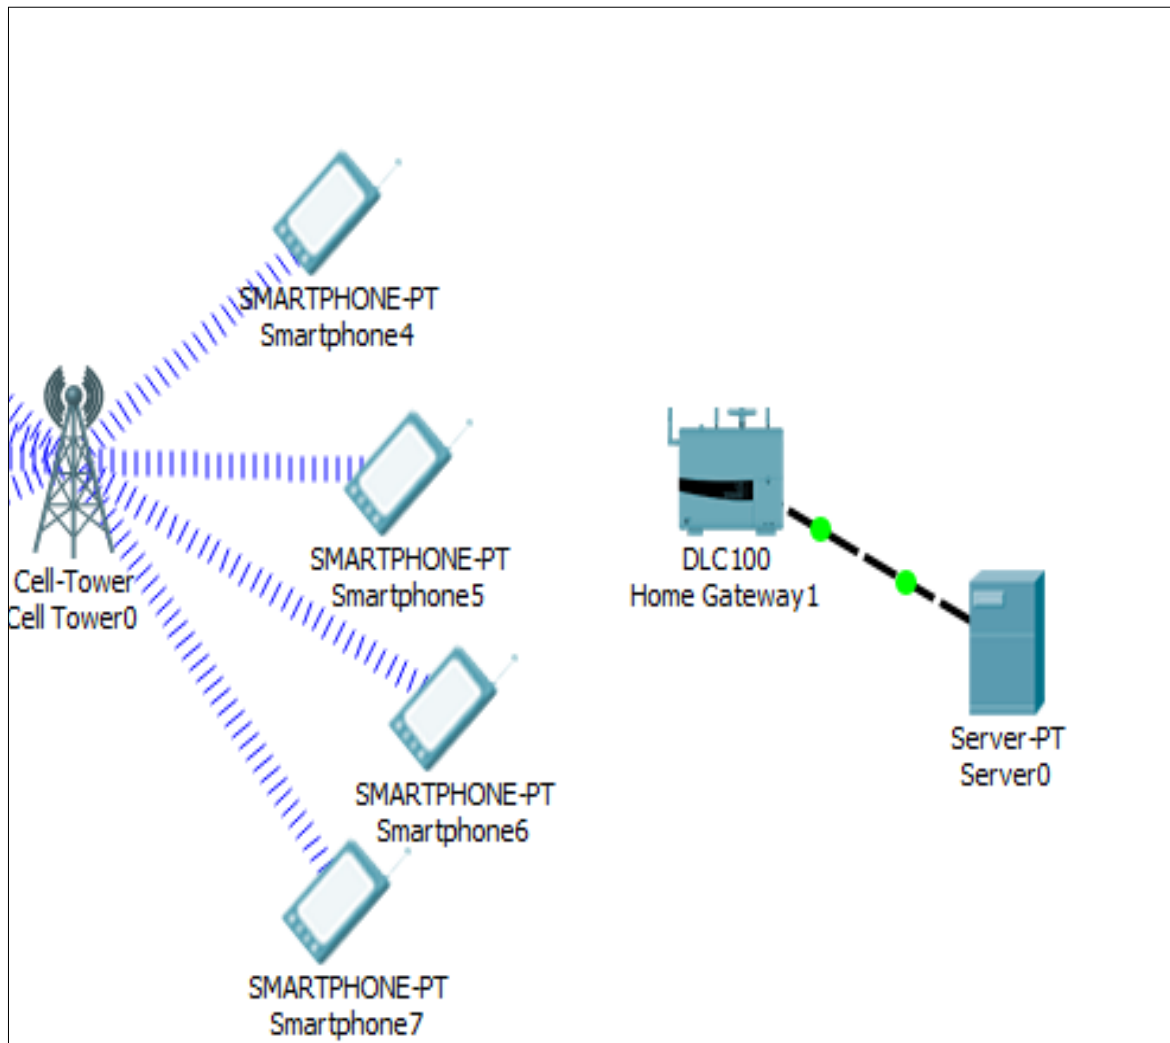 SMARTPHONE-PT
Smartphone4
Cell-Tower
Cell Tower0
SMARTPHONE-PT
Smartphone5
DLC100
Home Gateway1
SMARTPHONE-PT
Smartphone6
Server-PT
Server0
SMARTPHONE-PT
Smartphone7